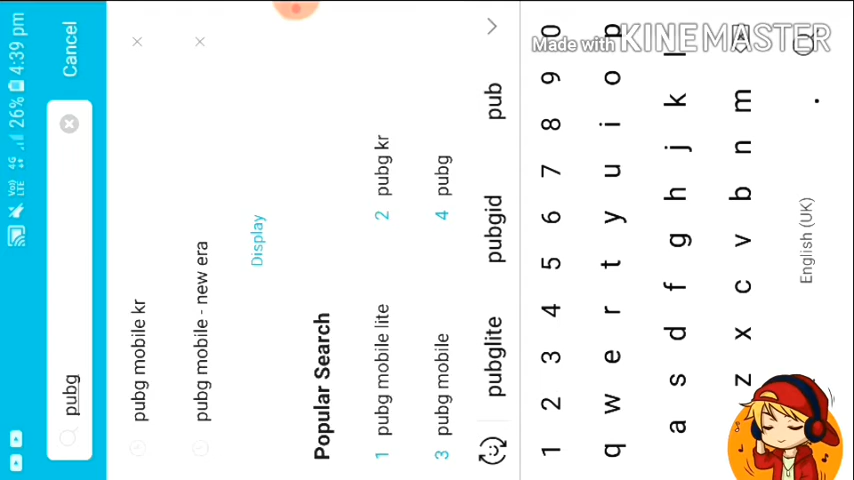 4G LTE 26% 4:39 pm
pubg
Cancel
pubg mobile kr
pubg mobile - new era
Display
Popular Search
1 pubg mobile lite
2 pubg kr
3 pubg mobile
4 pubg
pubglite pubgid pub
1 2 3 4 5 6 7 8 9 0
q w e r t y u i o p
a s d f g h j k l
z x c v b n m
English (UK) .
Made with KINEMASTER